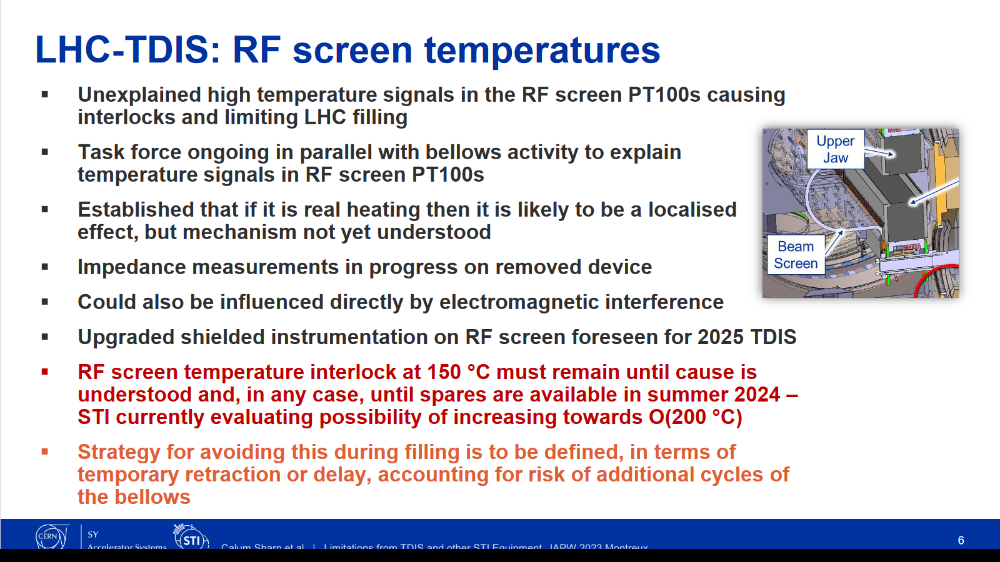 LHC-TDIS: RF screen temperatures
▪ Unexplained high temperature signals in the RF screen PT100s causing
interlocks and limiting LHC filling
▪ Task force ongoing in parallel with bellows activity to explain
temperature signals in RF screen PT100s
▪ Established that if it is real heating then it is likely to be a localised
effect, but mechanism not yet understood
▪ Impedance measurements in progress on removed device
▪ Could also be influenced directly by electromagnetic interference
▪ Upgraded shielded instrumentation on RF screen foreseen for 2025 TDIS
▪ RF screen temperature interlock at 150 °C must remain until cause is
understood and, in any case, until spares are available in summer 2024 –
STI currently evaluating possibility of increasing towards O(200 °C)
▪ Strategy for avoiding this during filling is to be defined, in terms of
temporary retraction or delay, accounting for risk of additional cycles of
the bellows
Upper
Jaw
Beam
Screen
CERN
SY
Accelerator Systems
STI
Calum Sharp et al. | Limitations from TDIS and other STI Equipment, JAPW 2023 Montreux
6